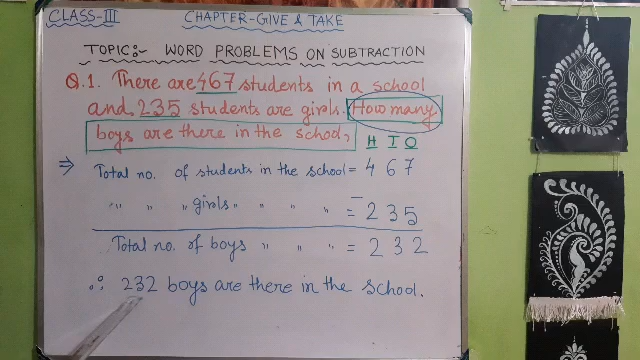 CLASS-III CHAPTER-GIVE & TAKE
TOPIC:- WORD PROBLEMS ON SUBTRACTION
Q.1. There are 467 students in a school
and 235 students are girls. How many
boys are there in the school?
H T O
⇒ Total no. of students in the school = 4 6 7
" " " girls " " " " = - 2 3 5
Total no. of boys " " " = 2 3 2
∴ 232 boys are there in the school.